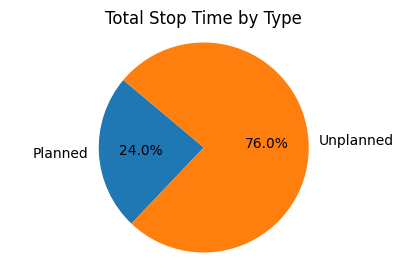 Total Stop Time by Type
Planned
24.0%
76.0%
Unplanned